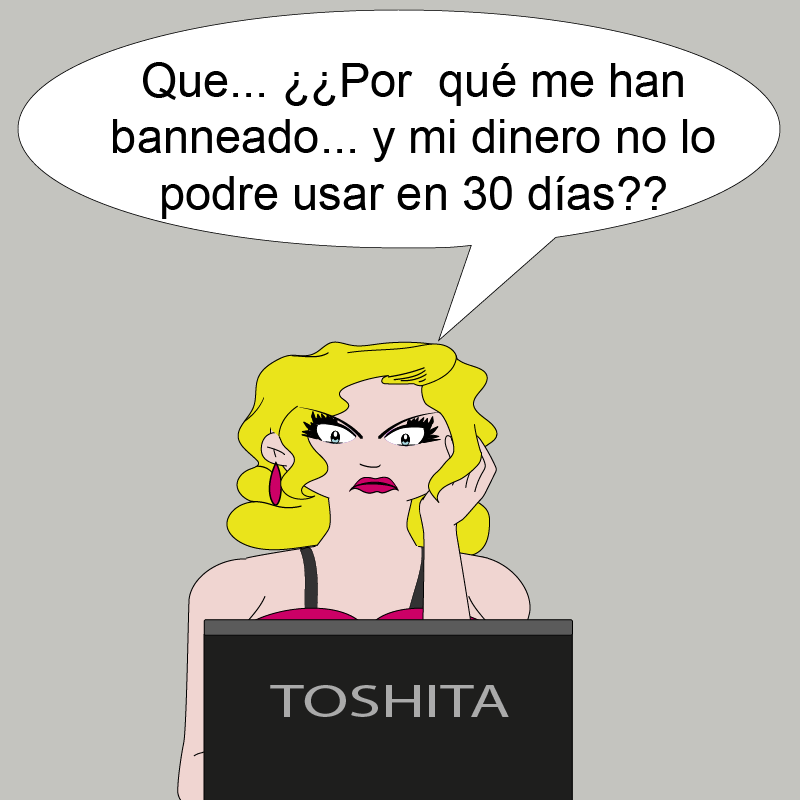 Que... ¿¿Por  qué me han
banneado... y mi dinero no lo
podre usar en 30 días??
TOSHITA